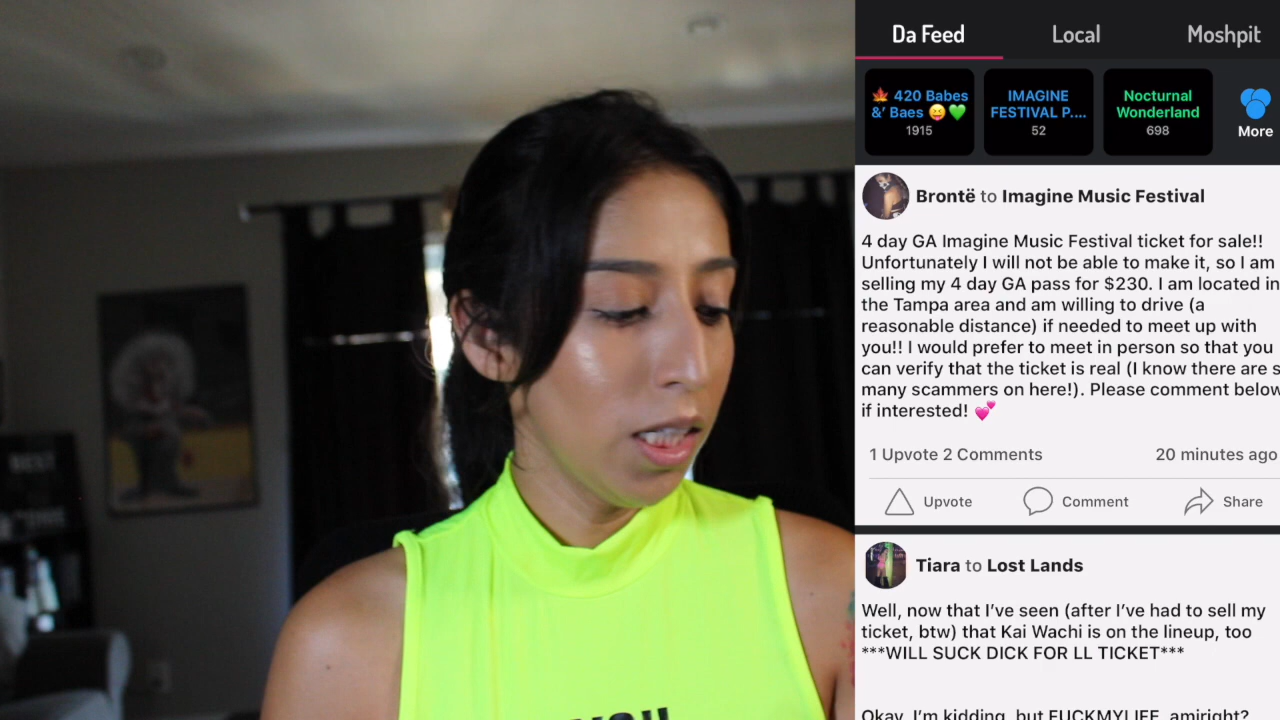 Da Feed Local Moshpit
🍁 420 Babes &' Baes 😝💚
1915
IMAGINE FESTIVAL P....
52
Nocturnal Wonderland
698
More
Brontë to Imagine Music Festival
4 day GA Imagine Music Festival ticket for sale!!
Unfortunately I will not be able to make it, so I am
selling my 4 day GA pass for $230. I am located in
the Tampa area and am willing to drive (a
reasonable distance) if needed to meet up with
you!! I would prefer to meet in person so that you
can verify that the ticket is real (I know there are s
many scammers on here!). Please comment below
if interested! 💕
1 Upvote 2 Comments 20 minutes ago
Upvote Comment Share
Tiara to Lost Lands
Well, now that I've seen (after I've had to sell my
ticket, btw) that Kai Wachi is on the lineup, too
***WILL SUCK DICK FOR LL TICKET***
Okay, I'm kidding, but FUCKMYLIFE, amiright?